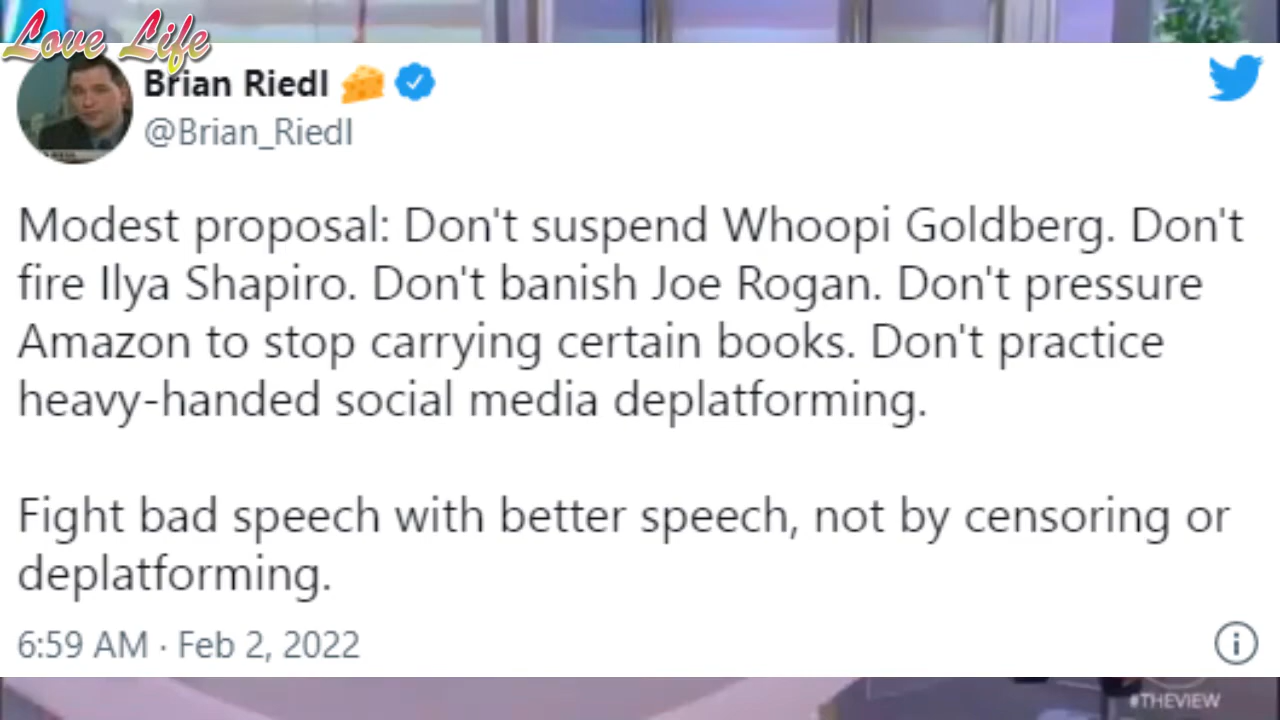 Love Life
Brian Riedl
@Brian_Riedl
Modest proposal: Don't suspend Whoopi Goldberg. Don't
fire Ilya Shapiro. Don't banish Joe Rogan. Don't pressure
Amazon to stop carrying certain books. Don't practice
heavy-handed social media deplatforming.
Fight bad speech with better speech, not by censoring or
deplatforming.
6:59 AM · Feb 2, 2022
#THEVIEW